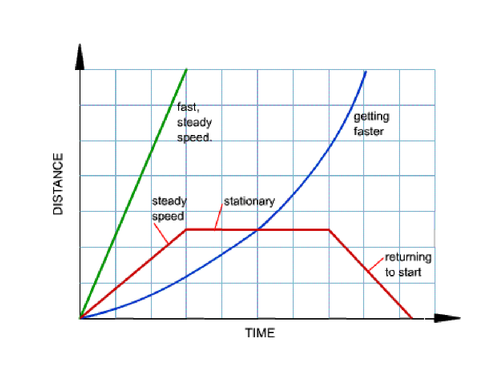 fast,
steady
speed.
getting
faster
DISTANCE
steady
speed
stationary
returning
to start
TIME